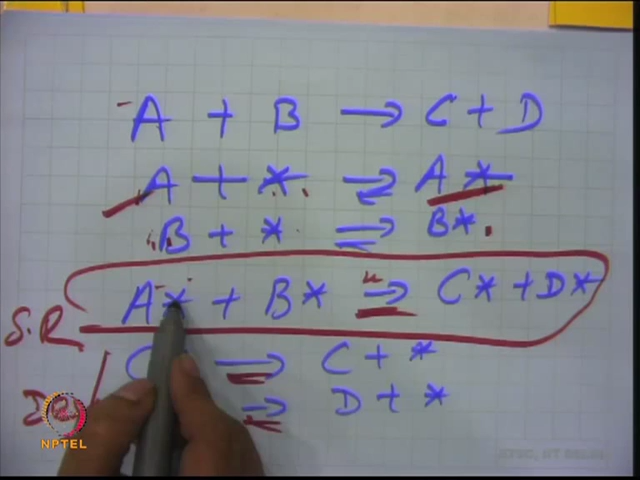 A + B → C + D
A + * ⇌ A *
B + * ⇌ B*
A* + B* → C* + D*
S.R
C → C + *
→ D + *
NPTEL